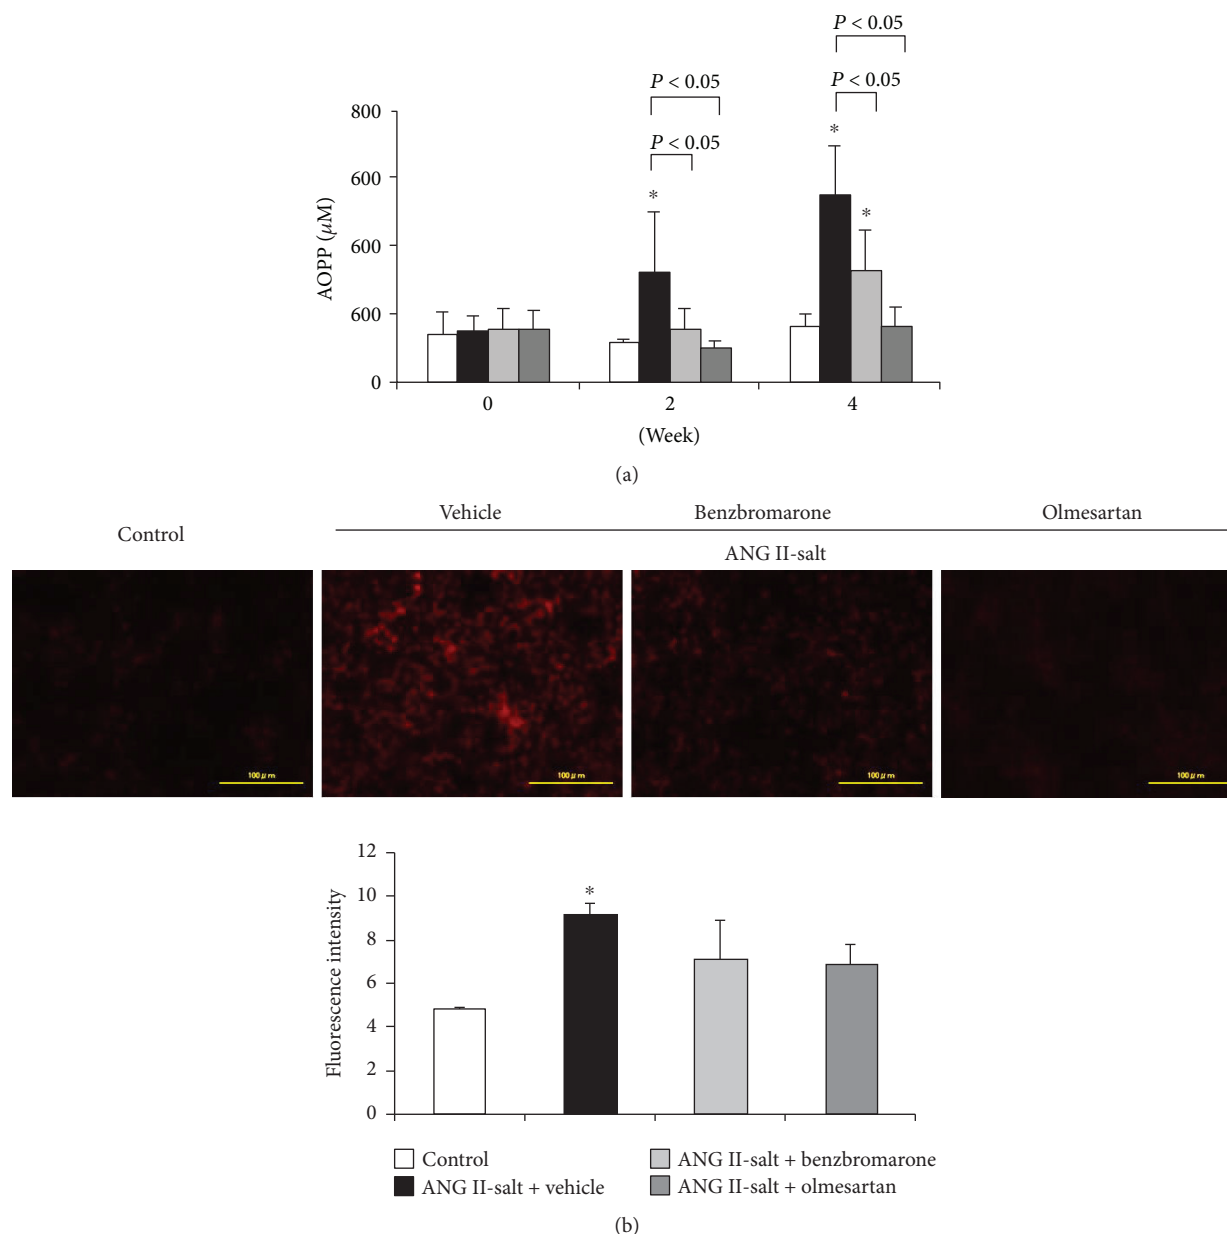 P < 0.05
P < 0.05
P < 0.05
P < 0.05
800
600
600
600
0
AOPP (μM)
*
*
*
0 2 4
(Week)
(a)
Control
Vehicle Benzbromarone Olmesartan
ANG II-salt
100 μm 100 μm 100 μm 100 μm
12
10
8
6
4
2
0
Fluorescence intensity
*
Control
ANG II-salt + vehicle
ANG II-salt + benzbromarone
ANG II-salt + olmesartan
(b)